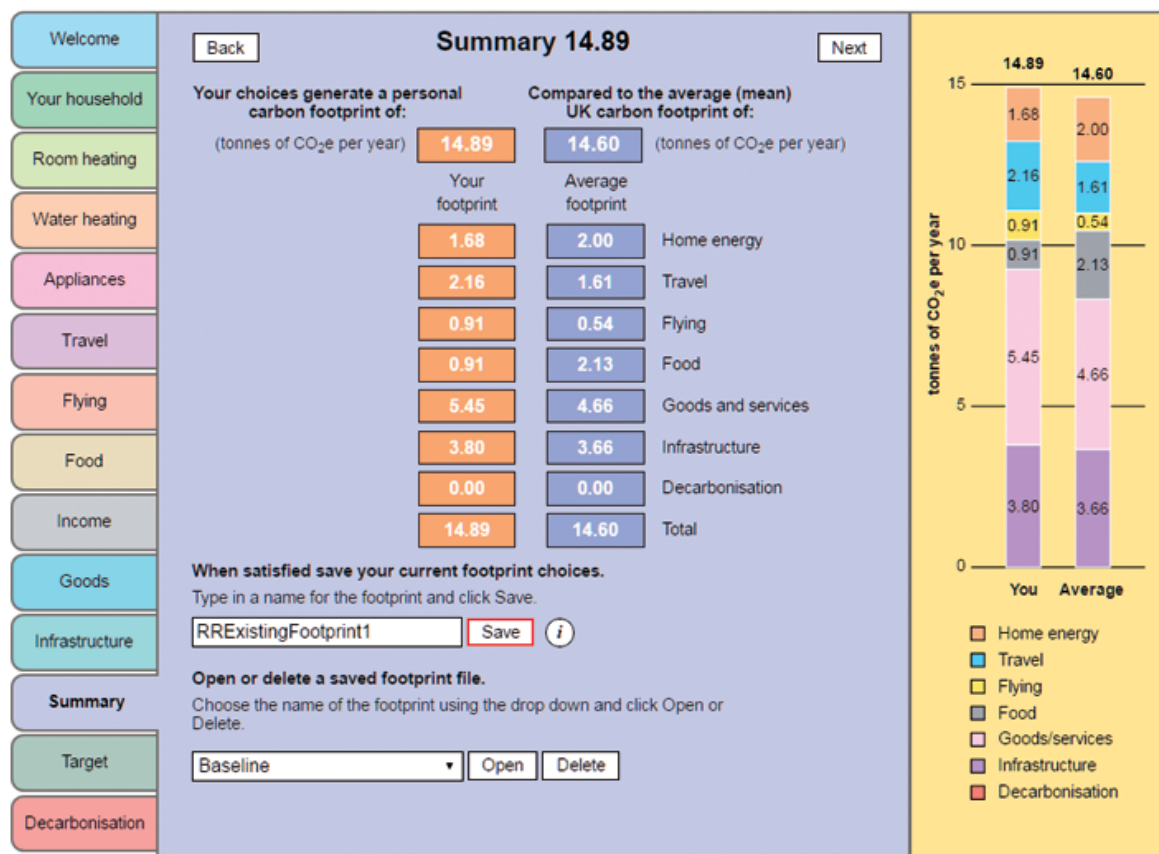 Welcome
Your household
Room heating
Water heating
Appliances
Travel
Flying
Food
Income
Goods
Infrastructure
Summary
Target
Decarbonisation
Back
Summary 14.89
Next
Your choices generate a personal
carbon footprint of:
Compared to the average (mean)
UK carbon footprint of:
(tonnes of CO₂e per year) 14.89 14.60 (tonnes of CO₂e per year)
Your
footprint
Average
footprint
1.68 2.00 Home energy
2.16 1.61 Travel
0.91 0.54 Flying
0.91 2.13 Food
5.45 4.66 Goods and services
3.80 3.66 Infrastructure
0.00 0.00 Decarbonisation
14.89 14.60 Total
When satisfied save your current footprint choices.
Type in a name for the footprint and click Save.
RRExistingFootprint1 Save i
Open or delete a saved footprint file.
Choose the name of the footprint using the drop down and click Open or
Delete.
Baseline Open Delete
tonnes of CO₂e per year
15
10
5
0
14.89
1.68
2.16
0.91
0.91
5.45
3.80
You
14.60
2.00
1.61
0.54
2.13
4.66
3.66
Average
Home energy
Travel
Flying
Food
Goods/services
Infrastructure
Decarbonisation